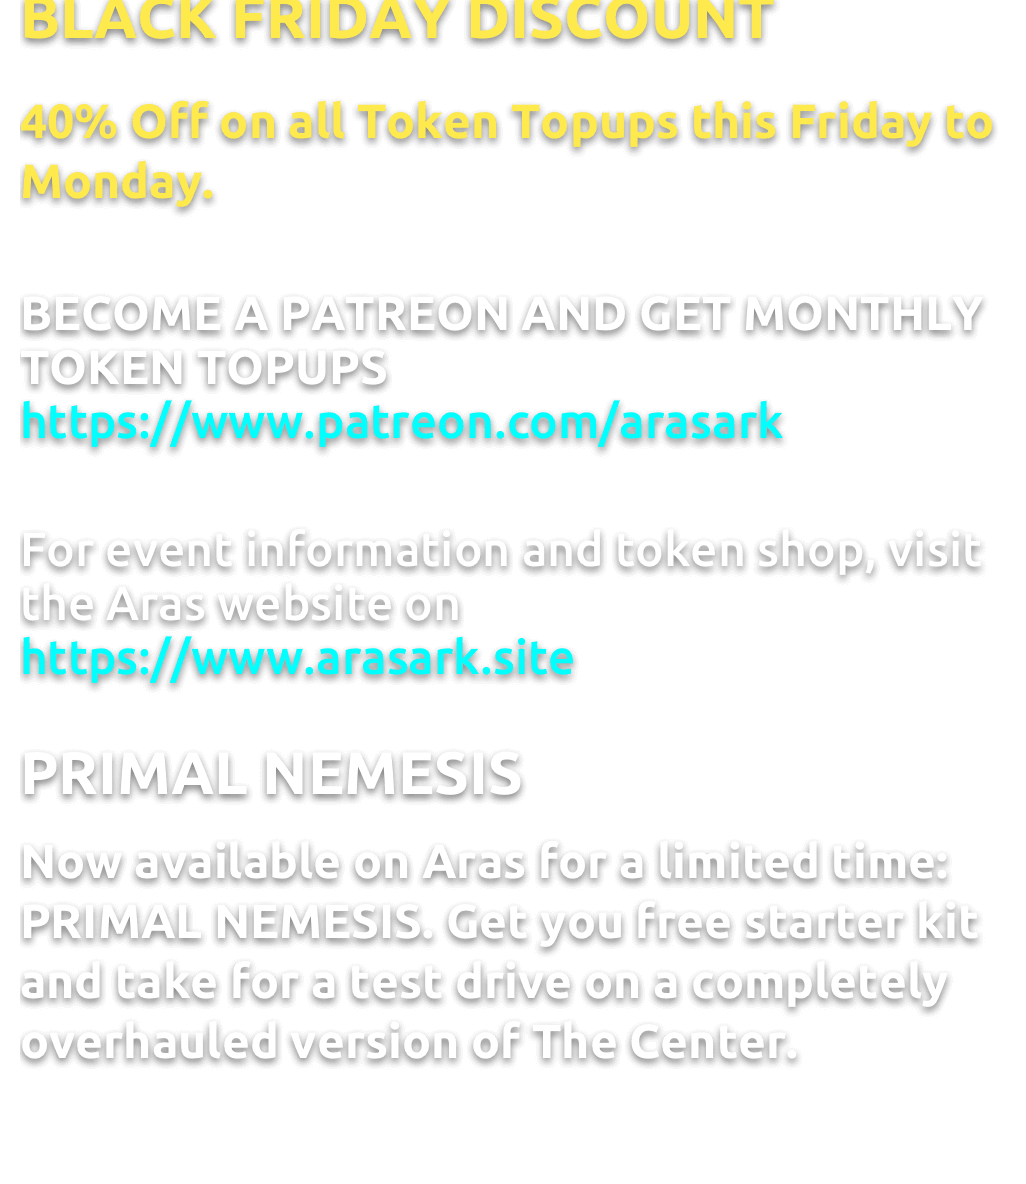 BLACK FRIDAY DISCOUNT
40% Off on all Token Topups this Friday to
Monday.
BECOME A PATREON AND GET MONTHLY
TOKEN TOPUPS
https://www.patreon.com/arasark
For event information and token shop, visit
the Aras website on
https://www.arasark.site
PRIMAL NEMESIS
Now available on Aras for a limited time:
PRIMAL NEMESIS. Get you free starter kit
and take for a test drive on a completely
overhauled version of The Center.